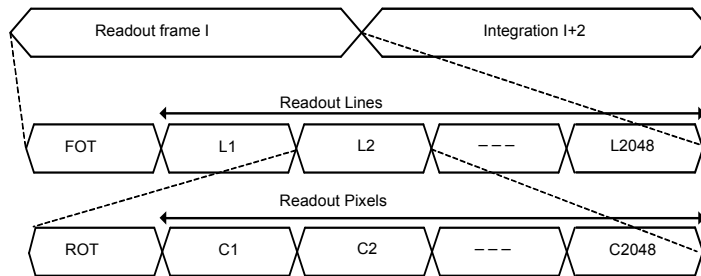 Readout frame I
Integration I+2
Readout Lines
FOT
L1
L2
---
L2048
Readout Pixels
ROT
C1
C2
---
C2048